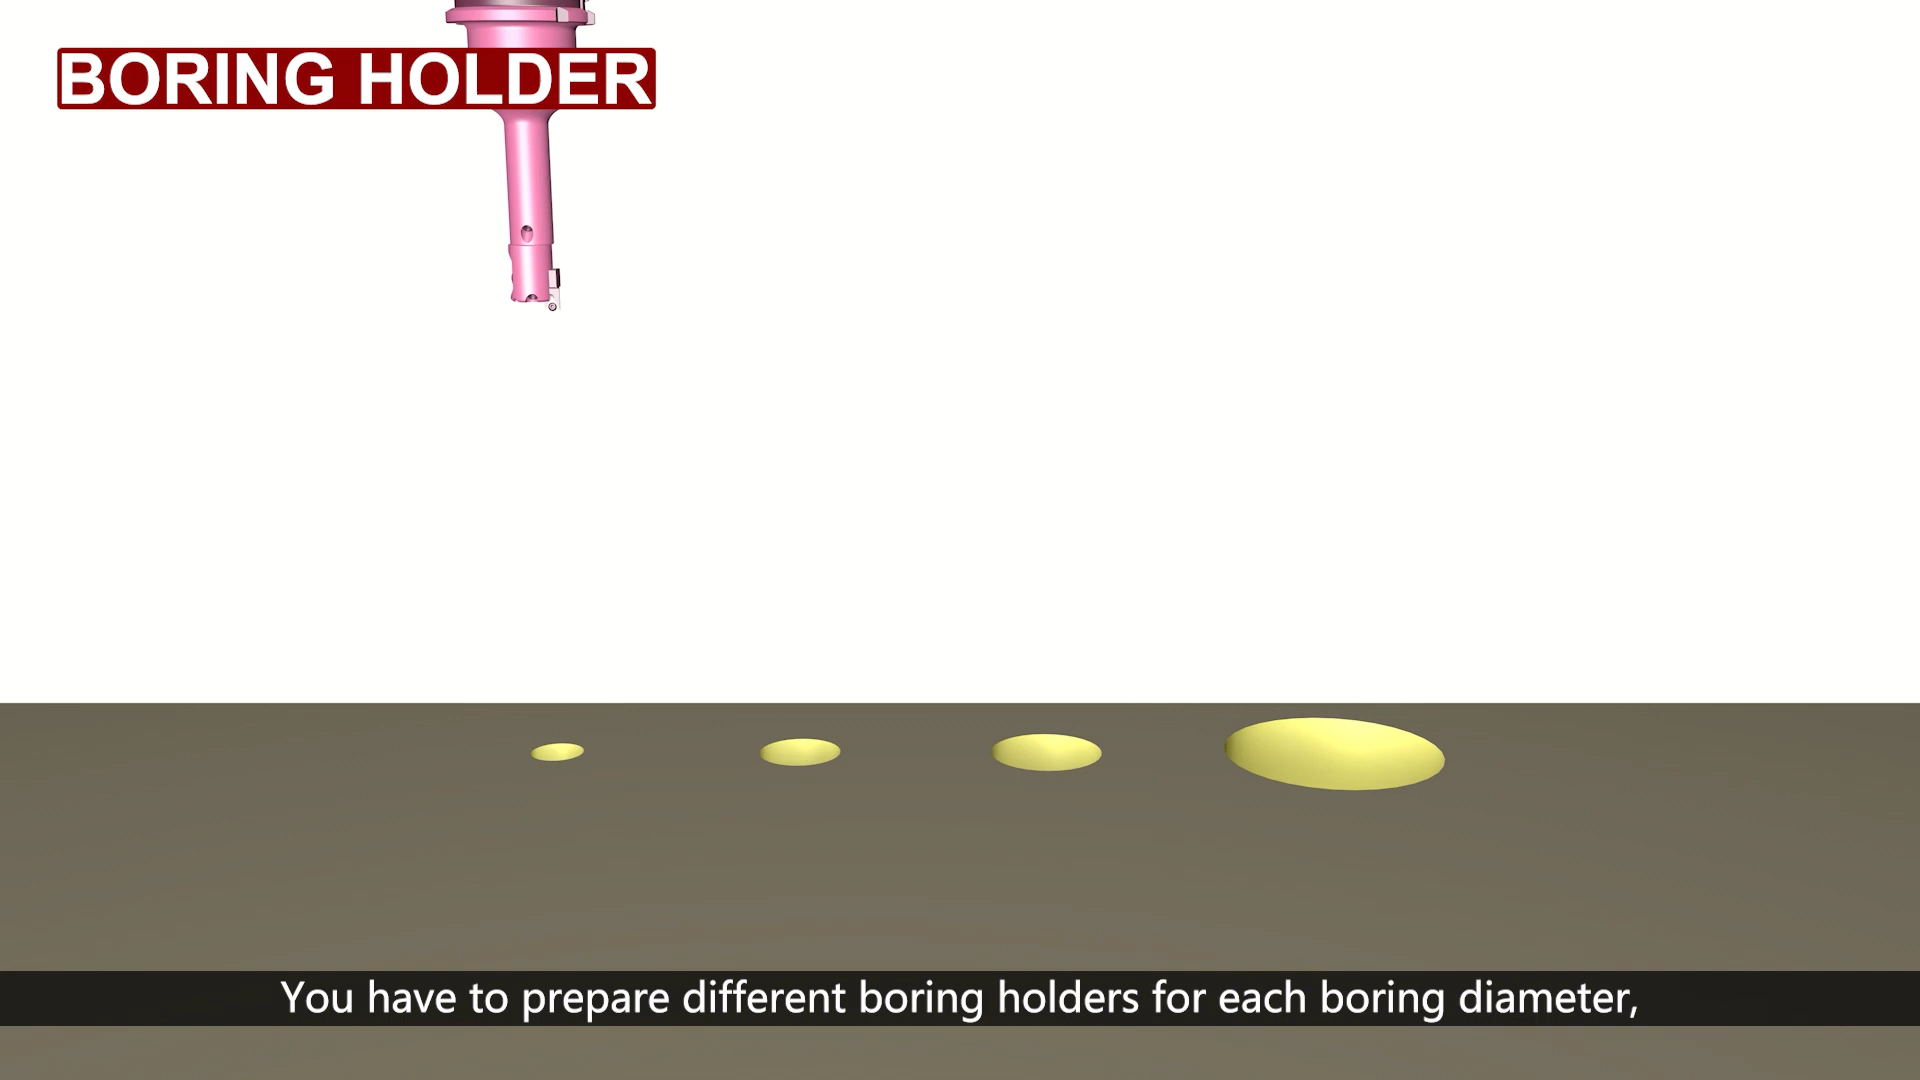 BORING HOLDER
You have to prepare different boring holders for each boring diameter,